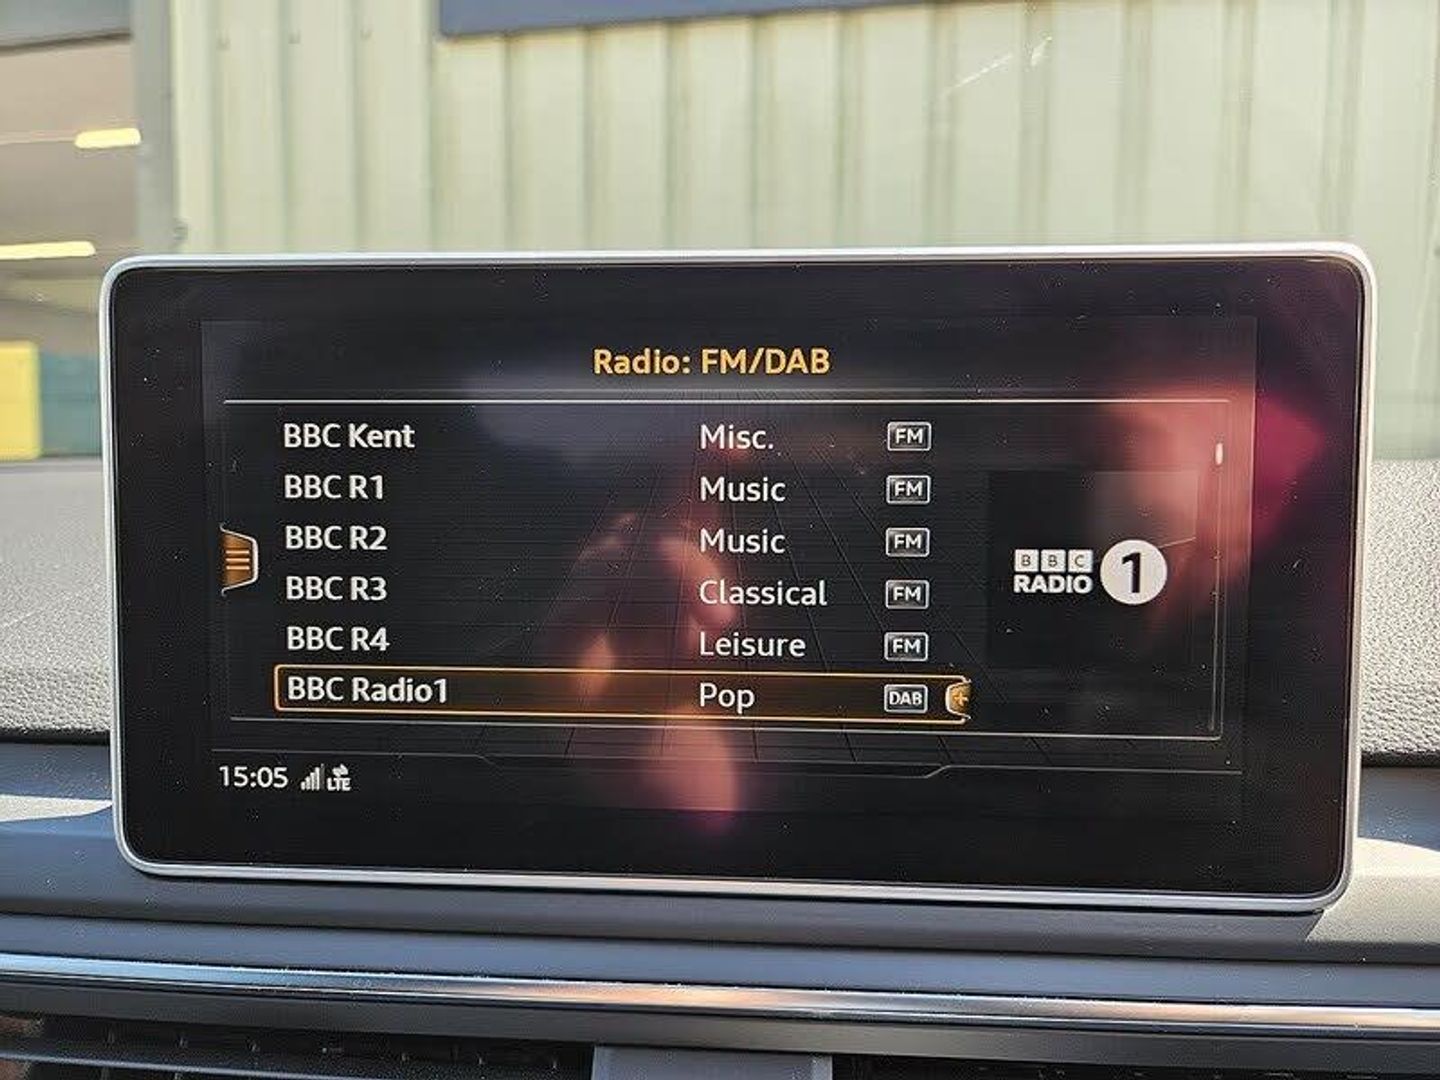 Radio: FM/DAB
BBC Kent Misc. FM
BBC R1 Music FM
BBC R2 Music FM
BBC R3 Classical FM
BBC R4 Leisure FM
BBC Radio1 Pop DAB +
BBC
RADIO 1
15:05 LTE